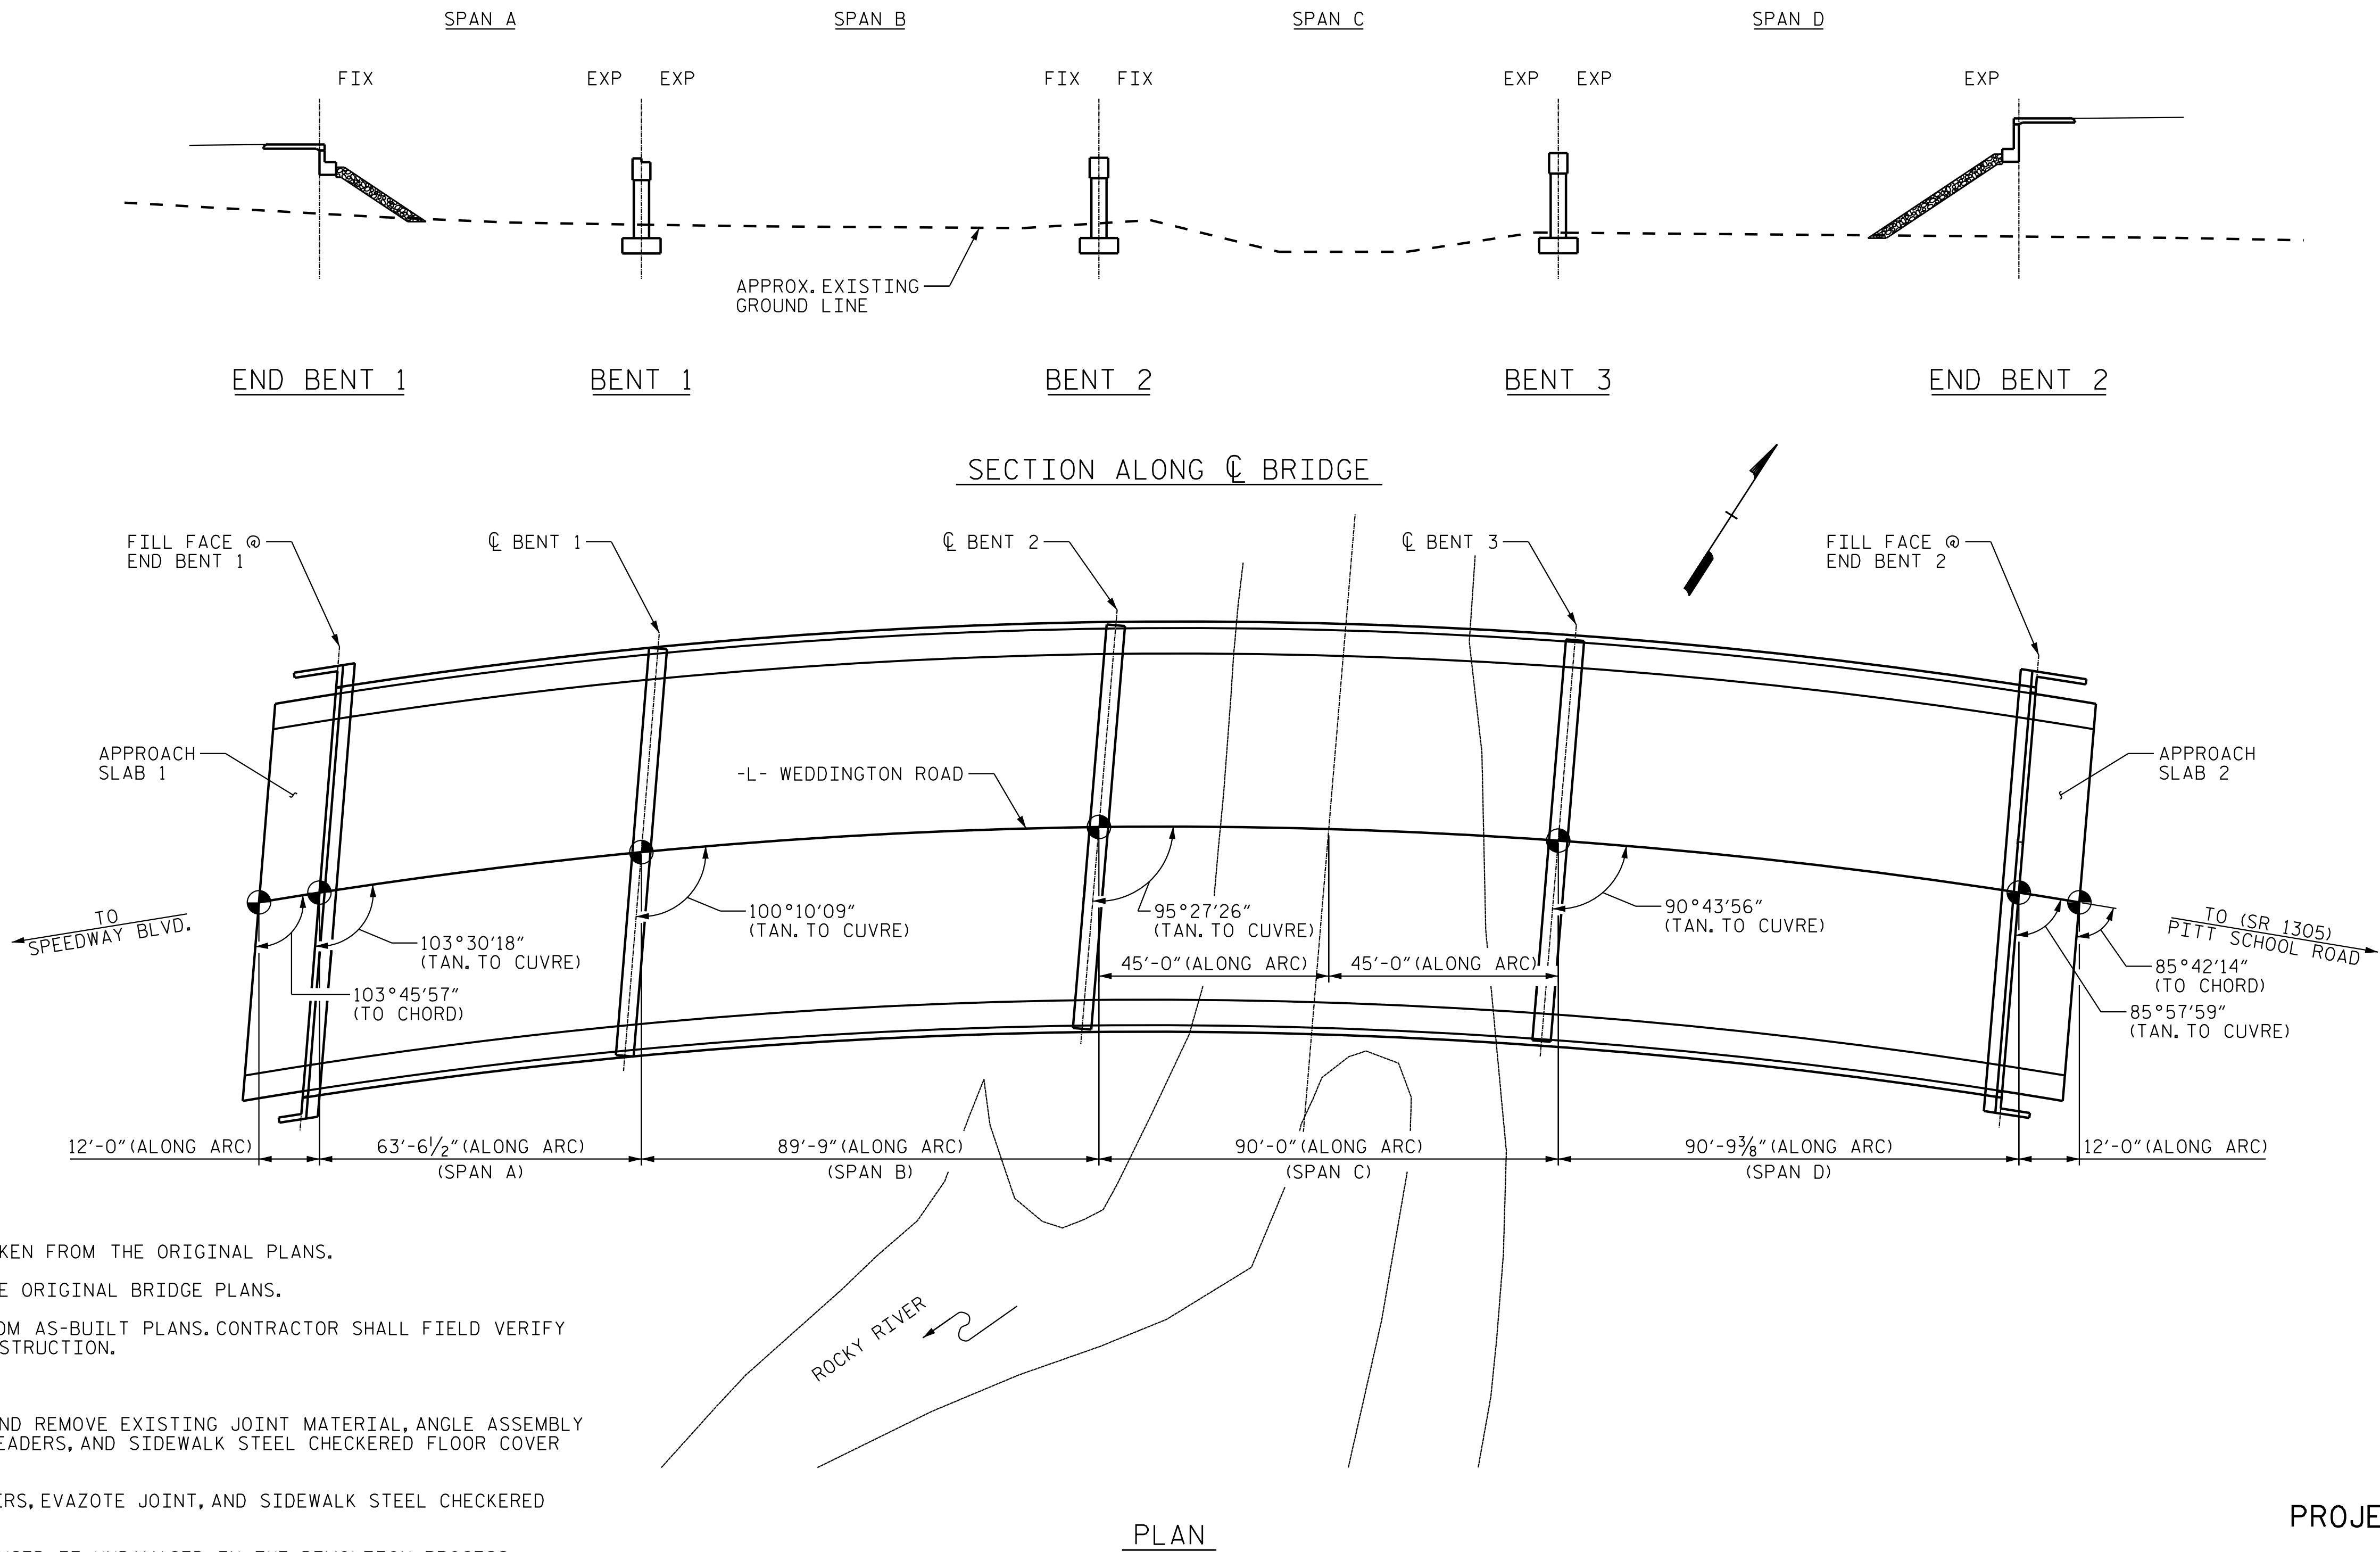 SPAN A
SPAN B
SPAN C
SPAN D
FIX
EXP
EXP
FIX
FIX
EXP
EXP
EXP
APPROX. EXISTING
GROUND LINE
END BENT 1
BENT 1
BENT 2
BENT 3
END BENT 2
SECTION ALONG ℄ BRIDGE
FILL FACE @
END BENT 1
℄ BENT 1
℄ BENT 2
℄ BENT 3
FILL FACE @
END BENT 2
APPROACH
SLAB 1
-L- WEDDINGTON ROAD
APPROACH
SLAB 2
TO
SPEEDWAY BLVD.
103°30'18"
(TAN. TO CUVRE)
103°45'57"
(TO CHORD)
100°10'09"
(TAN. TO CUVRE)
95°27'26"
(TAN. TO CUVRE)
90°43'56"
(TAN. TO CUVRE)
45'-0" (ALONG ARC)
45'-0" (ALONG ARC)
TO (SR 1305)
PITT SCHOOL ROAD
85°42'14"
(TO CHORD)
85°57'59"
(TAN. TO CUVRE)
12'-0" (ALONG ARC)
63'-6½" (ALONG ARC)
(SPAN A)
89'-9" (ALONG ARC)
(SPAN B)
90'-0" (ALONG ARC)
(SPAN C)
90'-9⅜" (ALONG ARC)
(SPAN D)
12'-0" (ALONG ARC)
KEN FROM THE ORIGINAL PLANS.
E ORIGINAL BRIDGE PLANS.
OM AS-BUILT PLANS. CONTRACTOR SHALL FIELD VERIFY
STRUCTION.
ROCKY RIVER
ND REMOVE EXISTING JOINT MATERIAL, ANGLE ASSEMBLY
EADERS, AND SIDEWALK STEEL CHECKERED FLOOR COVER
ERS, EVAZOTE JOINT, AND SIDEWALK STEEL CHECKERED
PLAN
PROJE